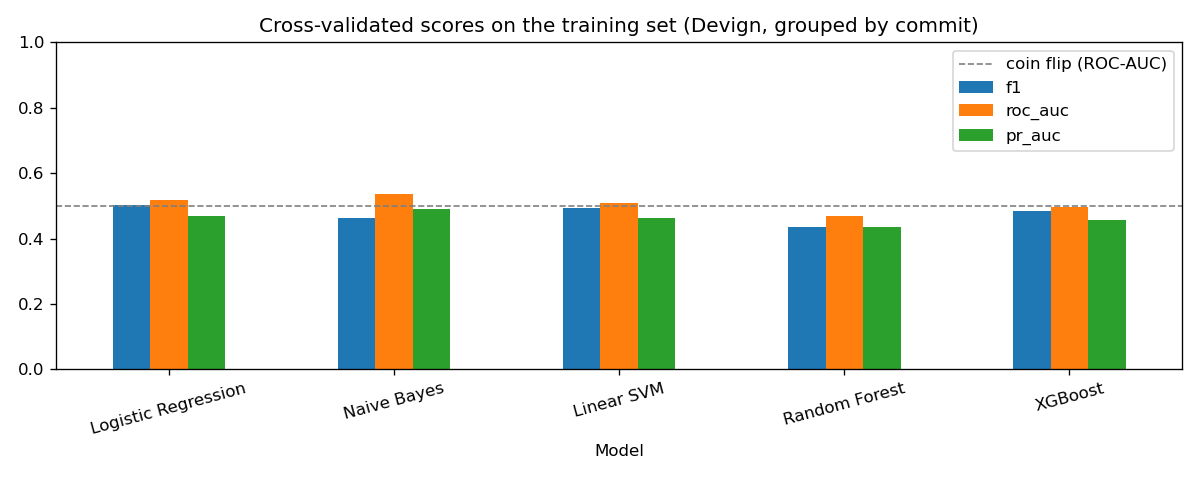 Cross-validated scores on the training set (Devign, grouped by commit)
1.0
0.8
0.6
0.4
0.2
0.0
coin flip (ROC-AUC)
f1
roc_auc
pr_auc
Logistic Regression
Naive Bayes
Linear SVM
Random Forest
XGBoost
Model